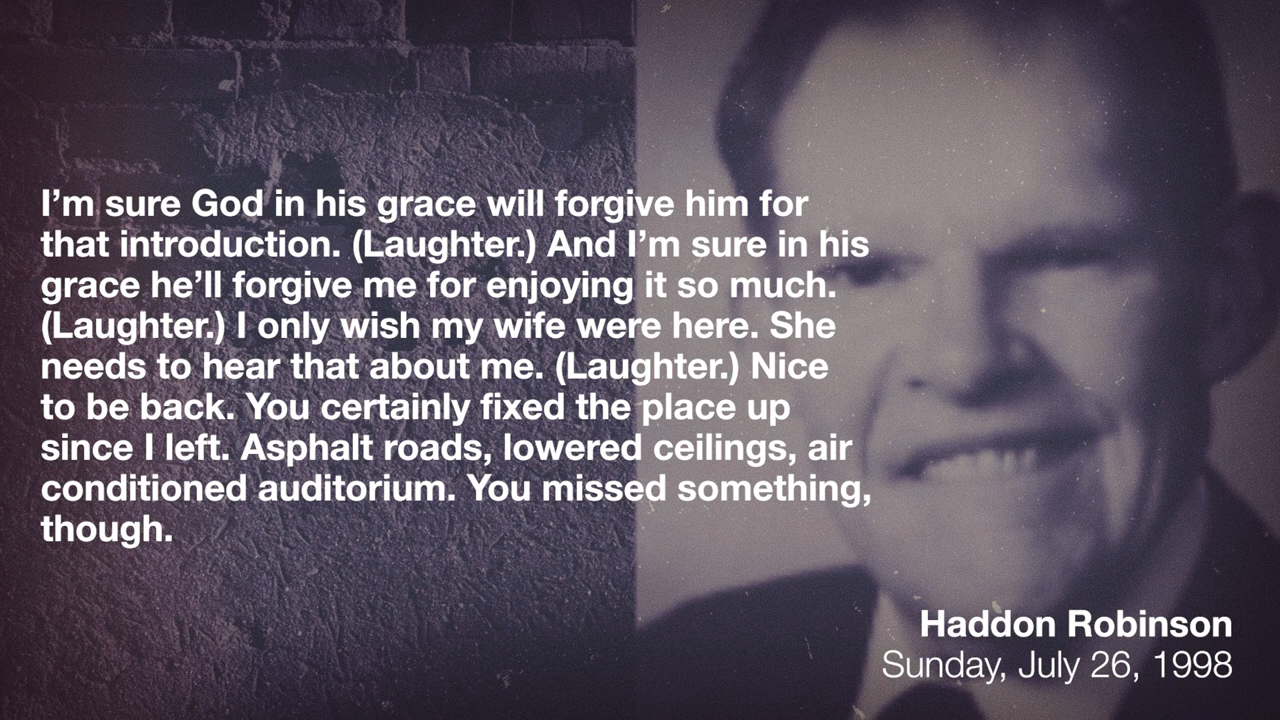 I’m sure God in his grace will forgive him for
that introduction. (Laughter.) And I’m sure in his
grace he’ll forgive me for enjoying it so much.
(Laughter.) I only wish my wife were here. She
needs to hear that about me. (Laughter.) Nice
to be back. You certainly fixed the place up
since I left. Asphalt roads, lowered ceilings, air
conditioned auditorium. You missed something,
though.
Haddon Robinson
Sunday, July 26, 1998